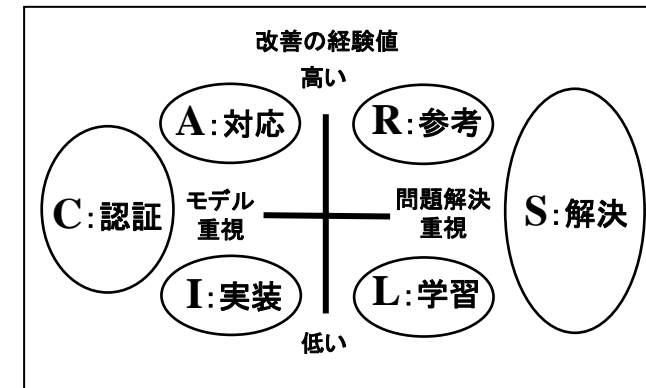 改善の経験値
高い
A:対応
R:参考
C:認証
モデル
重視
問題解決
重視
S:解決
I:実装
L:学習
低い